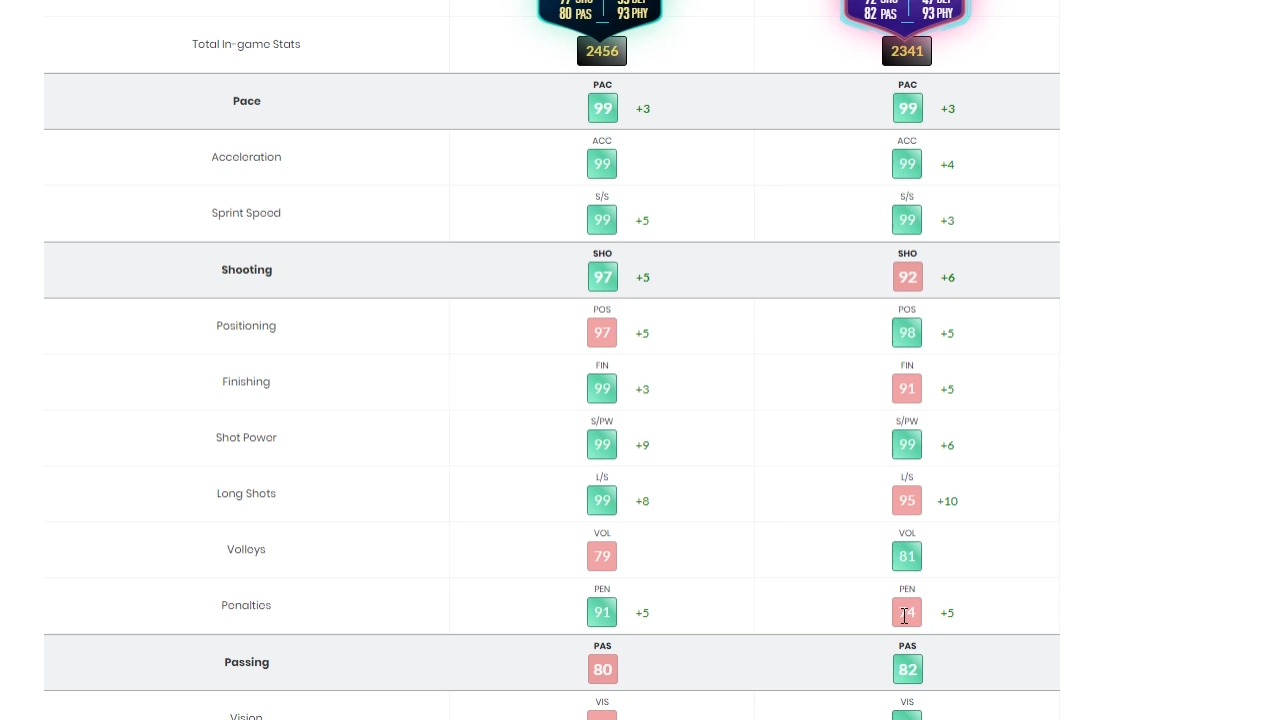 80 PAS 93 PHY 82 PAS 93 PHY
Total In-game Stats 2456 2341
PAC PAC
Pace 99 +3 99 +3
ACC ACC
Acceleration 99 99 +4
S/S S/S
Sprint Speed 99 +5 99 +3
SHO SHO
Shooting 97 +5 92 +6
POS POS
Positioning 97 +5 98 +5
FIN FIN
Finishing 99 +3 91 +5
S/PW S/PW
Shot Power 99 +9 99 +6
L/S L/S
Long Shots 99 +8 95 +10
VOL VOL
Volleys 79 81
PEN PEN
Penalties 91 +5 +5
PAS PAS
Passing 80 82
VIS VIS
Vision